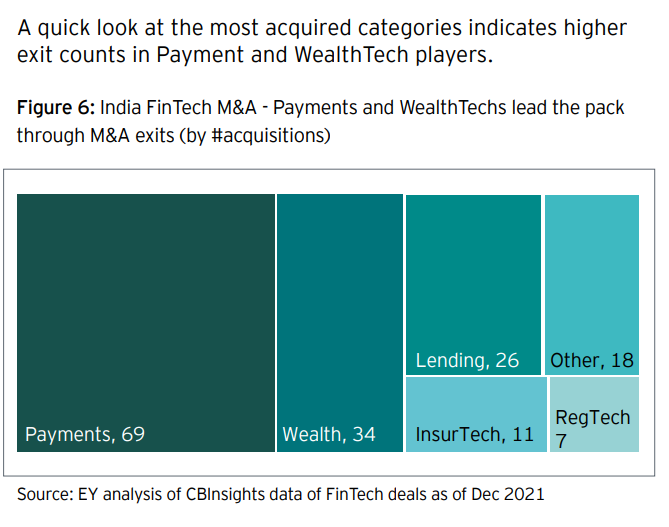 A quick look at the most acquired categories indicates higher
exit counts in Payment and WealthTech players.
Figure 6: India FinTech M&A - Payments and WealthTechs lead the pack
through M&A exits (by #acquisitions)
Payments, 69
Wealth, 34
Lending, 26
Other, 18
InsurTech, 11
RegTech
7
Source: EY analysis of CBInsights data of FinTech deals as of Dec 2021